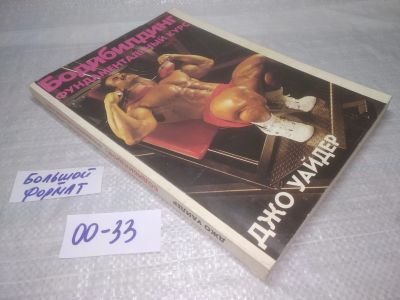 Бодибилдинг
ФУНДАМЕНТАЛЬНЫЙ КУРС
ДЖО УАЙДЕР
ДЖО УАЙДЕР
БОЛЬШОЙ
ФОРМАТ
00-33